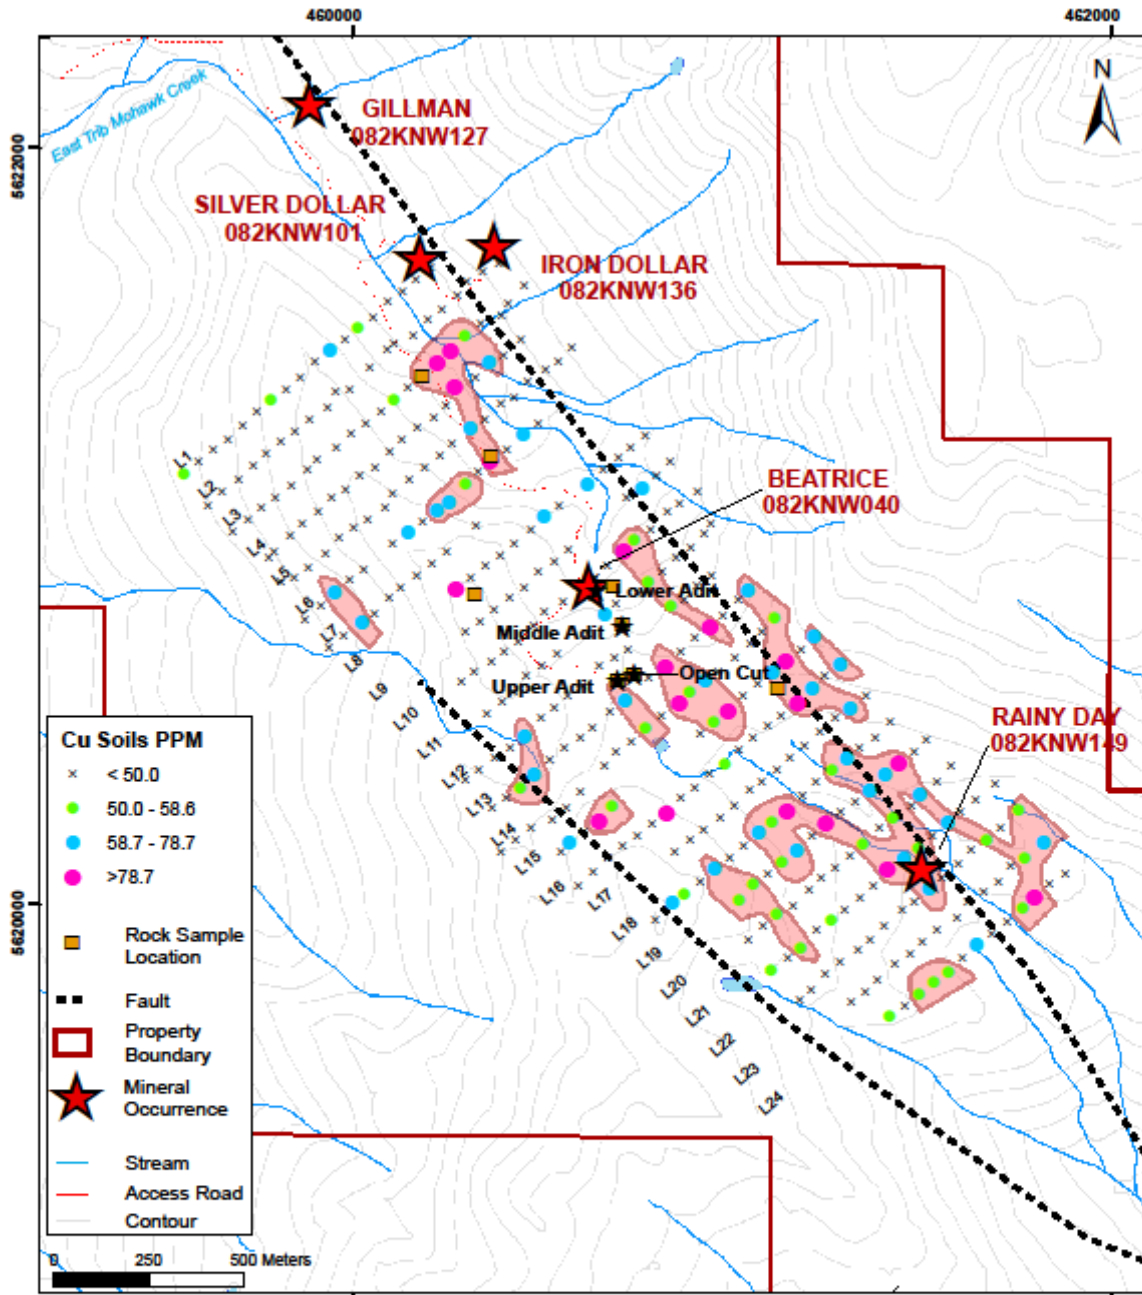 460000
462000
N
East Trib Mohawk Creek
GILLMAN
082KNW127
5622000
SILVER DOLLAR
082KNW101
IRON DOLLAR
082KNW136
BEATRICE
082KNW040
L1
L2
L3
L4
L5
L6
L7
L8
L9
L10
L11
L12
L13
L14
L15
L16
L17
L18
L19
L20
L21
L22
L23
L24
Lower Adit
Middle Adit
Upper Adit
Open Cut
RAINY DAY
082KNW149
5620000
Cu Soils PPM
< 50.0
50.0 - 58.6
58.7 - 78.7
>78.7
Rock Sample
Location
Fault
Property
Boundary
Mineral
Occurrence
Stream
Access Road
Contour
0 250 500 Meters